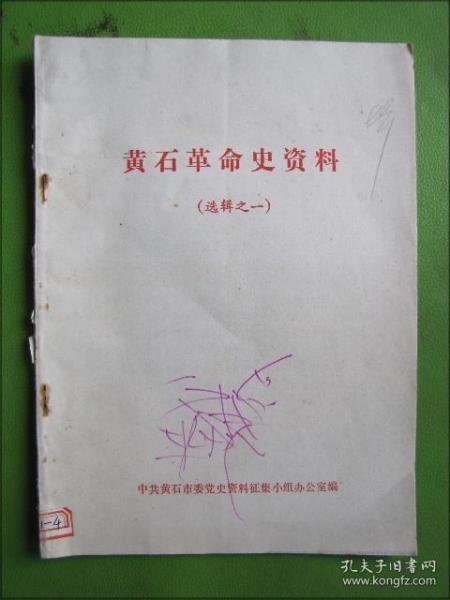 黄石革命史资料
(选辑之一)
中共黄石市委党史资料征集小组办公室编
1-4
孔夫子旧书网
www.kongfz.com